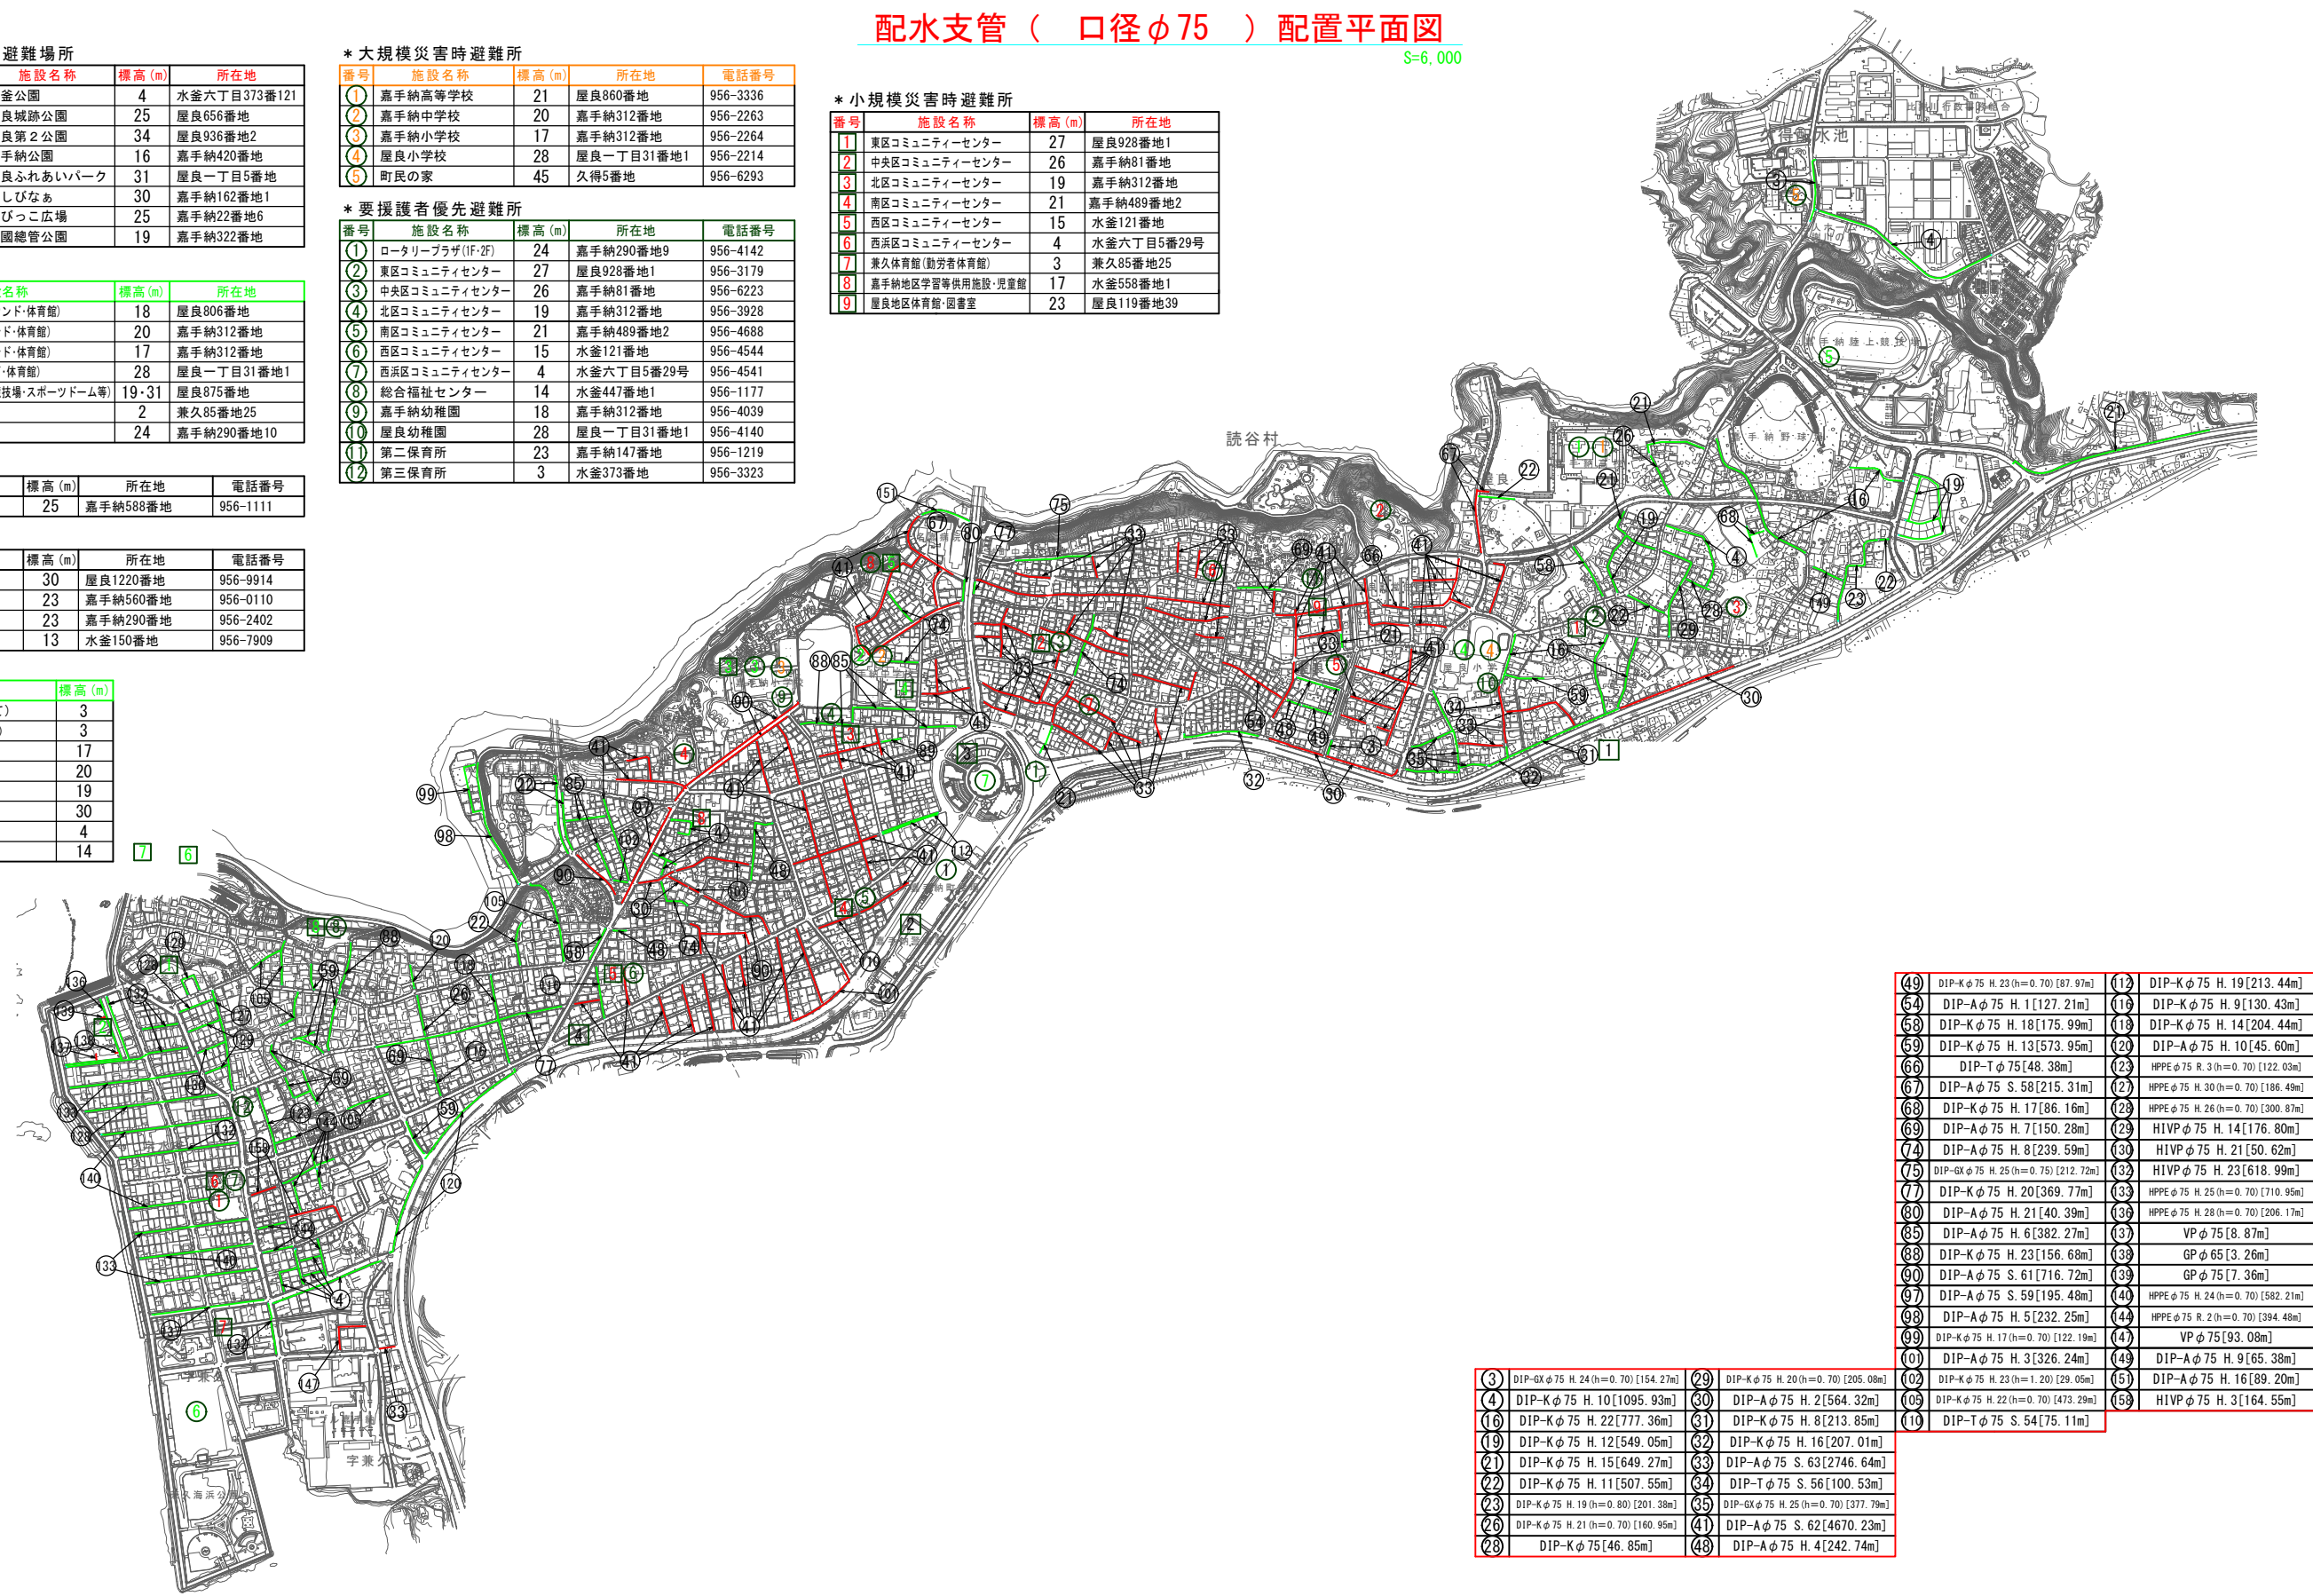 配水支管（　口径φ75　）配置平面図
S=6,000
避難場所
施設名称 標高(m) 所在地
釜公園 4 水釜六丁目373番121
良城跡公園 25 屋良656番地
良第２公園 34 屋良936番地2
手納公園 16 嘉手納420番地
良ふれあいパーク 31 屋良一丁目5番地
しびなぁ 30 嘉手納162番地1
びっこ広場 25 嘉手納22番地6
國總管公園 19 嘉手納322番地
名称 標高(m) 所在地
ンド・体育館) 18 屋良806番地
ド・体育館) 20 嘉手納312番地
ド・体育館) 17 嘉手納312番地
・体育館) 28 屋良一丁目31番地1
技場・スポーツドーム等) 19・31 屋良875番地
2 兼久85番地25
24 嘉手納290番地10
標高(m) 所在地 電話番号
25 嘉手納588番地 956-1111
標高(m) 所在地 電話番号
30 屋良1220番地 956-9914
23 嘉手納560番地 956-0110
23 嘉手納290番地 956-2402
13 水釜150番地 956-7909
標高(m)
3
3
17
20
19
30
4
14
＊大規模災害時避難所
番号 施設名称 標高(m) 所在地 電話番号
1 嘉手納高等学校 21 屋良860番地 956-3336
2 嘉手納中学校 20 嘉手納312番地 956-2263
3 嘉手納小学校 17 嘉手納312番地 956-2264
4 屋良小学校 28 屋良一丁目31番地1 956-2214
5 町民の家 45 久得5番地 956-6293
＊要援護者優先避難所
番号 施設名称 標高(m) 所在地 電話番号
1 ロータリープラザ(1F・2F) 24 嘉手納290番地9 956-4142
2 東区コミュニティセンター 27 屋良928番地1 956-3179
3 中央区コミュニティセンター 26 嘉手納81番地 956-6223
4 北区コミュニティセンター 19 嘉手納312番地 956-3928
5 南区コミュニティセンター 21 嘉手納489番地2 956-4688
6 西区コミュニティセンター 15 水釜121番地 956-4544
7 西浜区コミュニティセンター 4 水釜六丁目5番29号 956-4541
8 総合福祉センター 14 水釜447番地1 956-1177
9 嘉手納幼稚園 18 嘉手納312番地 956-4039
10 屋良幼稚園 28 屋良一丁目31番地1 956-4140
11 第二保育所 23 嘉手納147番地 956-1219
12 第三保育所 3 水釜373番地 956-3323
＊小規模災害時避難所
番号 施設名称 標高(m) 所在地
1 東区コミュニティーセンター 27 屋良928番地1
2 中央区コミュニティーセンター 26 嘉手納81番地
3 北区コミュニティーセンター 19 嘉手納312番地
4 南区コミュニティーセンター 21 嘉手納489番地2
5 西区コミュニティーセンター 15 水釜121番地
6 西浜区コミュニティーセンター 4 水釜六丁目5番29号
7 兼久体育館(勤労者体育館) 3 兼久85番地25
8 嘉手納地区学習等供用施設・児童館 17 水釜558番地1
9 屋良地区体育館・図書室 23 屋良119番地39
読谷村
嘉手納陸上競技場
字兼久
49 DIP-Kφ75 H.23(h=0.70)[87.97m] 112 DIP-Kφ75 H.19[213.44m]
54 DIP-Aφ75 H.1[127.21m] 116 DIP-Kφ75 H.9[130.43m]
58 DIP-Kφ75 H.18[175.99m] 118 DIP-Kφ75 H.14[204.44m]
59 DIP-Kφ75 H.13[573.95m] 120 DIP-Aφ75 H.10[45.60m]
66 DIP-Tφ75[48.38m] 123 HPPEφ75 R.3(h=0.70)[122.03m]
67 DIP-Aφ75 S.58[215.31m] 127 HPPEφ75 H.30(h=0.70)[186.49m]
68 DIP-Kφ75 H.17[86.16m] 128 HPPEφ75 H.26(h=0.70)[300.87m]
69 DIP-Aφ75 H.7[150.28m] 129 HIVPφ75 H.14[176.80m]
74 DIP-Aφ75 H.8[239.59m] 130 HIVPφ75 H.21[50.62m]
75 DIP-GXφ75 H.25(h=0.75)[212.72m] 132 HIVPφ75 H.23[618.99m]
77 DIP-Kφ75 H.20[369.77m] 133 HPPEφ75 H.25(h=0.70)[710.95m]
80 DIP-Aφ75 H.21[40.39m] 136 HPPEφ75 H.28(h=0.70)[206.17m]
85 DIP-Aφ75 H.6[382.27m] 137 VPφ75[8.87m]
88 DIP-Kφ75 H.23[156.68m] 138 GPφ65[3.26m]
90 DIP-Aφ75 S.61[716.72m] 139 GPφ75[7.36m]
97 DIP-Aφ75 S.59[195.48m] 140 HPPEφ75 H.24(h=0.70)[582.21m]
98 DIP-Aφ75 H.5[232.25m] 144 HPPEφ75 R.2(h=0.70)[394.48m]
99 DIP-Kφ75 H.17(h=0.70)[122.19m] 147 VPφ75[93.08m]
101 DIP-Aφ75 H.3[326.24m] 149 DIP-Aφ75 H.9[65.38m]
102 DIP-Kφ75 H.23(h=1.20)[29.05m] 151 DIP-Aφ75 H.16[89.20m]
105 DIP-Kφ75 H.22(h=0.70)[473.29m] 158 HIVPφ75 H.3[164.55m]
110 DIP-Tφ75 S.54[75.11m]
3 DIP-GXφ75 H.24(h=0.70)[154.27m] 29 DIP-Kφ75 H.20(h=0.70)[205.08m]
4 DIP-Kφ75 H.10[1095.93m] 30 DIP-Aφ75 H.2[564.32m]
16 DIP-Kφ75 H.22[777.36m] 31 DIP-Kφ75 H.8[213.85m]
19 DIP-Kφ75 H.12[549.05m] 32 DIP-Kφ75 H.16[207.01m]
21 DIP-Kφ75 H.15[649.27m] 33 DIP-Aφ75 S.63[2746.64m]
22 DIP-Kφ75 H.11[507.55m] 34 DIP-Tφ75 S.56[100.53m]
23 DIP-Kφ75 H.19(h=0.80)[201.38m] 35 DIP-GXφ75 H.25(h=0.70)[377.79m]
26 DIP-Kφ75 H.21(h=0.70)[160.95m] 41 DIP-Aφ75 S.62[4670.23m]
28 DIP-Kφ75[46.85m] 48 DIP-Aφ75 H.4[242.74m]